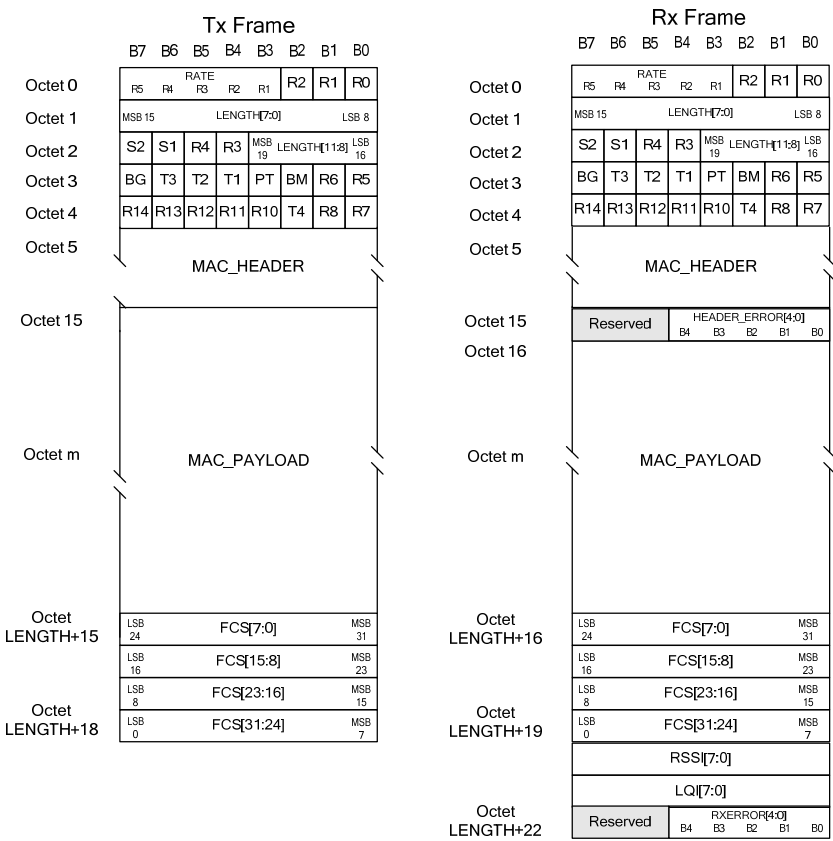 Tx Frame
B7 B6 B5 B4 B3 B2 B1 B0
Octet 0
RATE
R5 R4 R3 R2 R1
R2 R1 R0
Octet 1
MSB 15 LENGTH[7:0] LSB 8
Octet 2
S2 S1 R4 R3 MSB 19 LENGTH[11:8] LSB 16
Octet 3
BG T3 T2 T1 PT BM R6 R5
Octet 4
R14 R13 R12 R11 R10 T4 R8 R7
Octet 5
MAC_HEADER
Octet 15
Octet m
MAC_PAYLOAD
Octet
LENGTH+15
LSB 24 FCS[7:0] MSB 31
LSB 16 FCS[15:8] MSB 23
LSB 8 FCS[23:16] MSB 15
Octet
LENGTH+18
LSB 0 FCS[31:24] MSB 7
Rx Frame
B7 B6 B5 B4 B3 B2 B1 B0
Octet 0
RATE
R5 R4 R3 R2 R1
R2 R1 R0
Octet 1
MSB 15 LENGTH[7:0] LSB 8
Octet 2
S2 S1 R4 R3 MSB 19 LENGTH[11:8] LSB 16
Octet 3
BG T3 T2 T1 PT BM R6 R5
Octet 4
R14 R13 R12 R11 R10 T4 R8 R7
Octet 5
MAC_HEADER
Octet 15
Reserved
HEADER_ERROR[4:0]
B4 B3 B2 B1 B0
Octet 16
Octet m
MAC_PAYLOAD
Octet
LENGTH+16
LSB 24 FCS[7:0] MSB 31
LSB 16 FCS[15:8] MSB 23
LSB 8 FCS[23:16] MSB 15
Octet
LENGTH+19
LSB 0 FCS[31:24] MSB 7
RSSI[7:0]
LQI[7:0]
Octet
LENGTH+22
Reserved
RXERROR[4:0]
B4 B3 B2 B1 B0